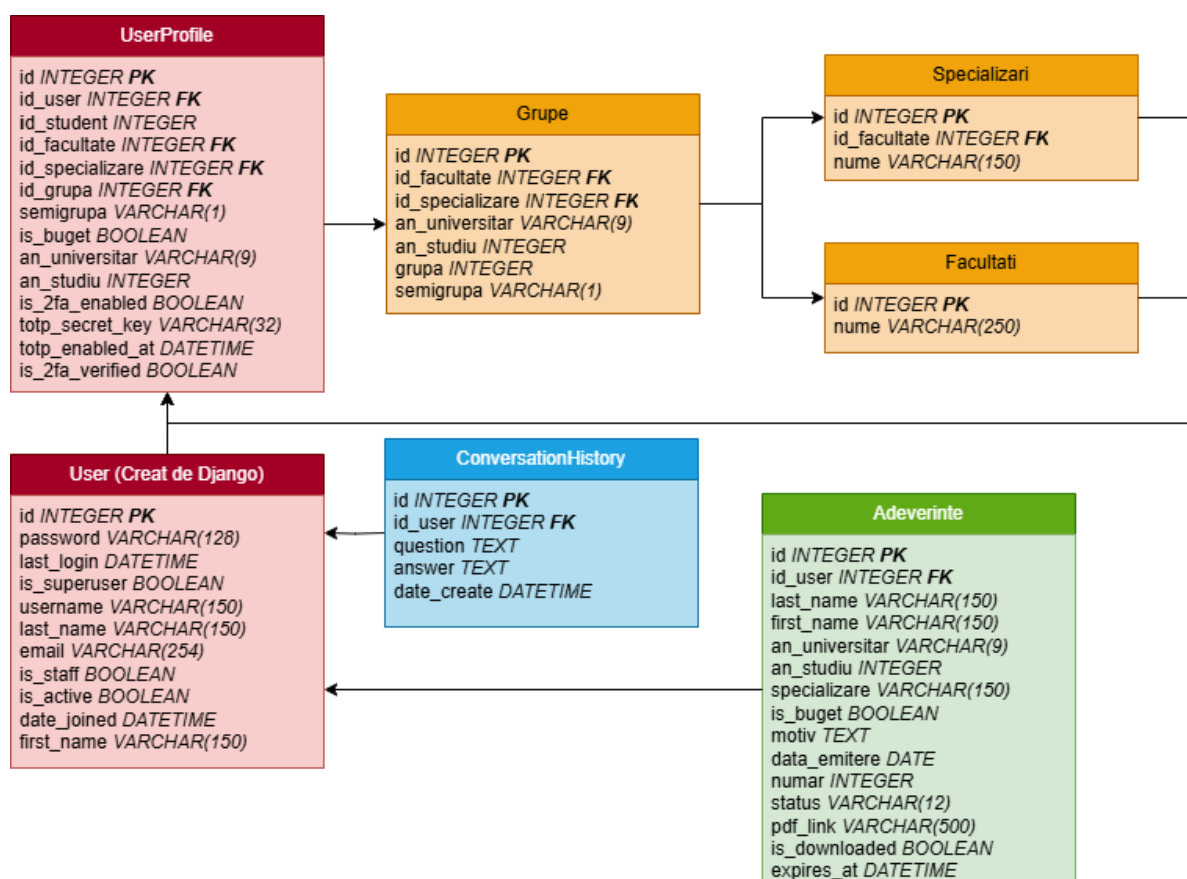 UserProfile
id INTEGER PK
id_user INTEGER FK
id_student INTEGER
id_facultate INTEGER FK
id_specializare INTEGER FK
id_grupa INTEGER FK
semigrupa VARCHAR(1)
is_buget BOOLEAN
an_universitar VARCHAR(9)
an_studiu INTEGER
is_2fa_enabled BOOLEAN
totp_secret_key VARCHAR(32)
totp_enabled_at DATETIME
is_2fa_verified BOOLEAN
Grupe
id INTEGER PK
id_facultate INTEGER FK
id_specializare INTEGER FK
an_universitar VARCHAR(9)
an_studiu INTEGER
grupa INTEGER
semigrupa VARCHAR(1)
Specializari
id INTEGER PK
id_facultate INTEGER FK
nume VARCHAR(150)
Facultati
id INTEGER PK
nume VARCHAR(250)
User (Creat de Django)
id INTEGER PK
password VARCHAR(128)
last_login DATETIME
is_superuser BOOLEAN
username VARCHAR(150)
last_name VARCHAR(150)
email VARCHAR(254)
is_staff BOOLEAN
is_active BOOLEAN
date_joined DATETIME
first_name VARCHAR(150)
ConversationHistory
id INTEGER PK
id_user INTEGER FK
question TEXT
answer TEXT
date_create DATETIME
Adeverinte
id INTEGER PK
id_user INTEGER FK
last_name VARCHAR(150)
first_name VARCHAR(150)
an_universitar VARCHAR(9)
an_studiu INTEGER
specializare VARCHAR(150)
is_buget BOOLEAN
motiv TEXT
data_emitere DATE
numar INTEGER
status VARCHAR(12)
pdf_link VARCHAR(500)
is_downloaded BOOLEAN
expires_at DATETIME